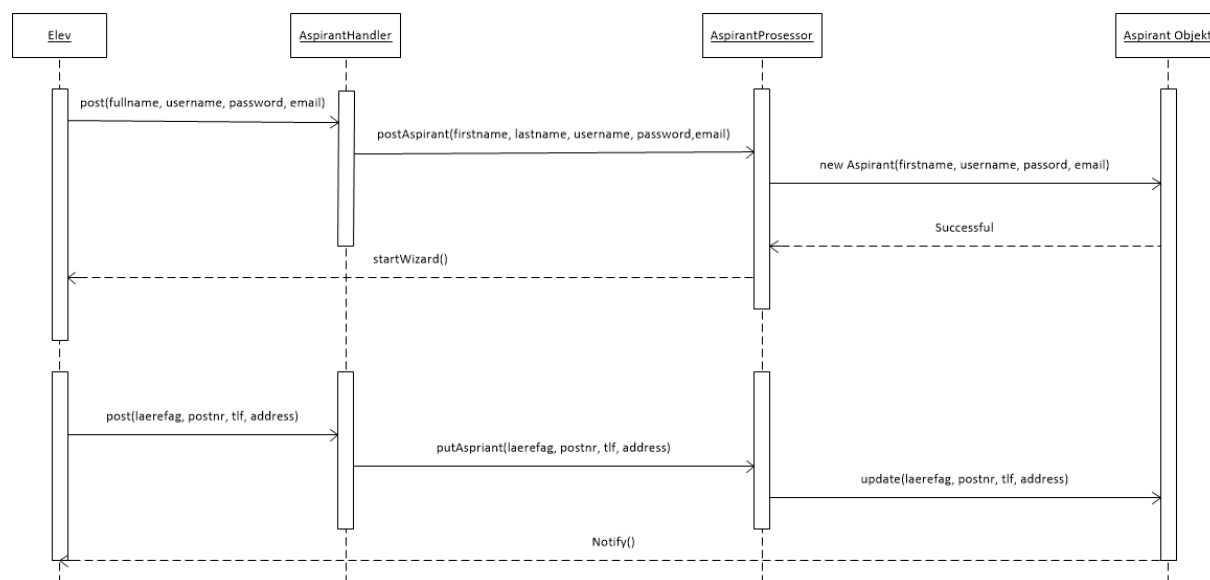 Elev
AspirantHandler
AspirantProsessor
Aspirant Objekt
post(fullname, username, password, email)
postAspirant(firstname, lastname, username, password,email)
new Aspirant(firstname, username, passord, email)
Successful
startWizard()
post(laerefag, postnr, tlf, address)
putAspriant(laerefag, postnr, tlf, address)
update(laerefag, postnr, tlf, address)
Notify()